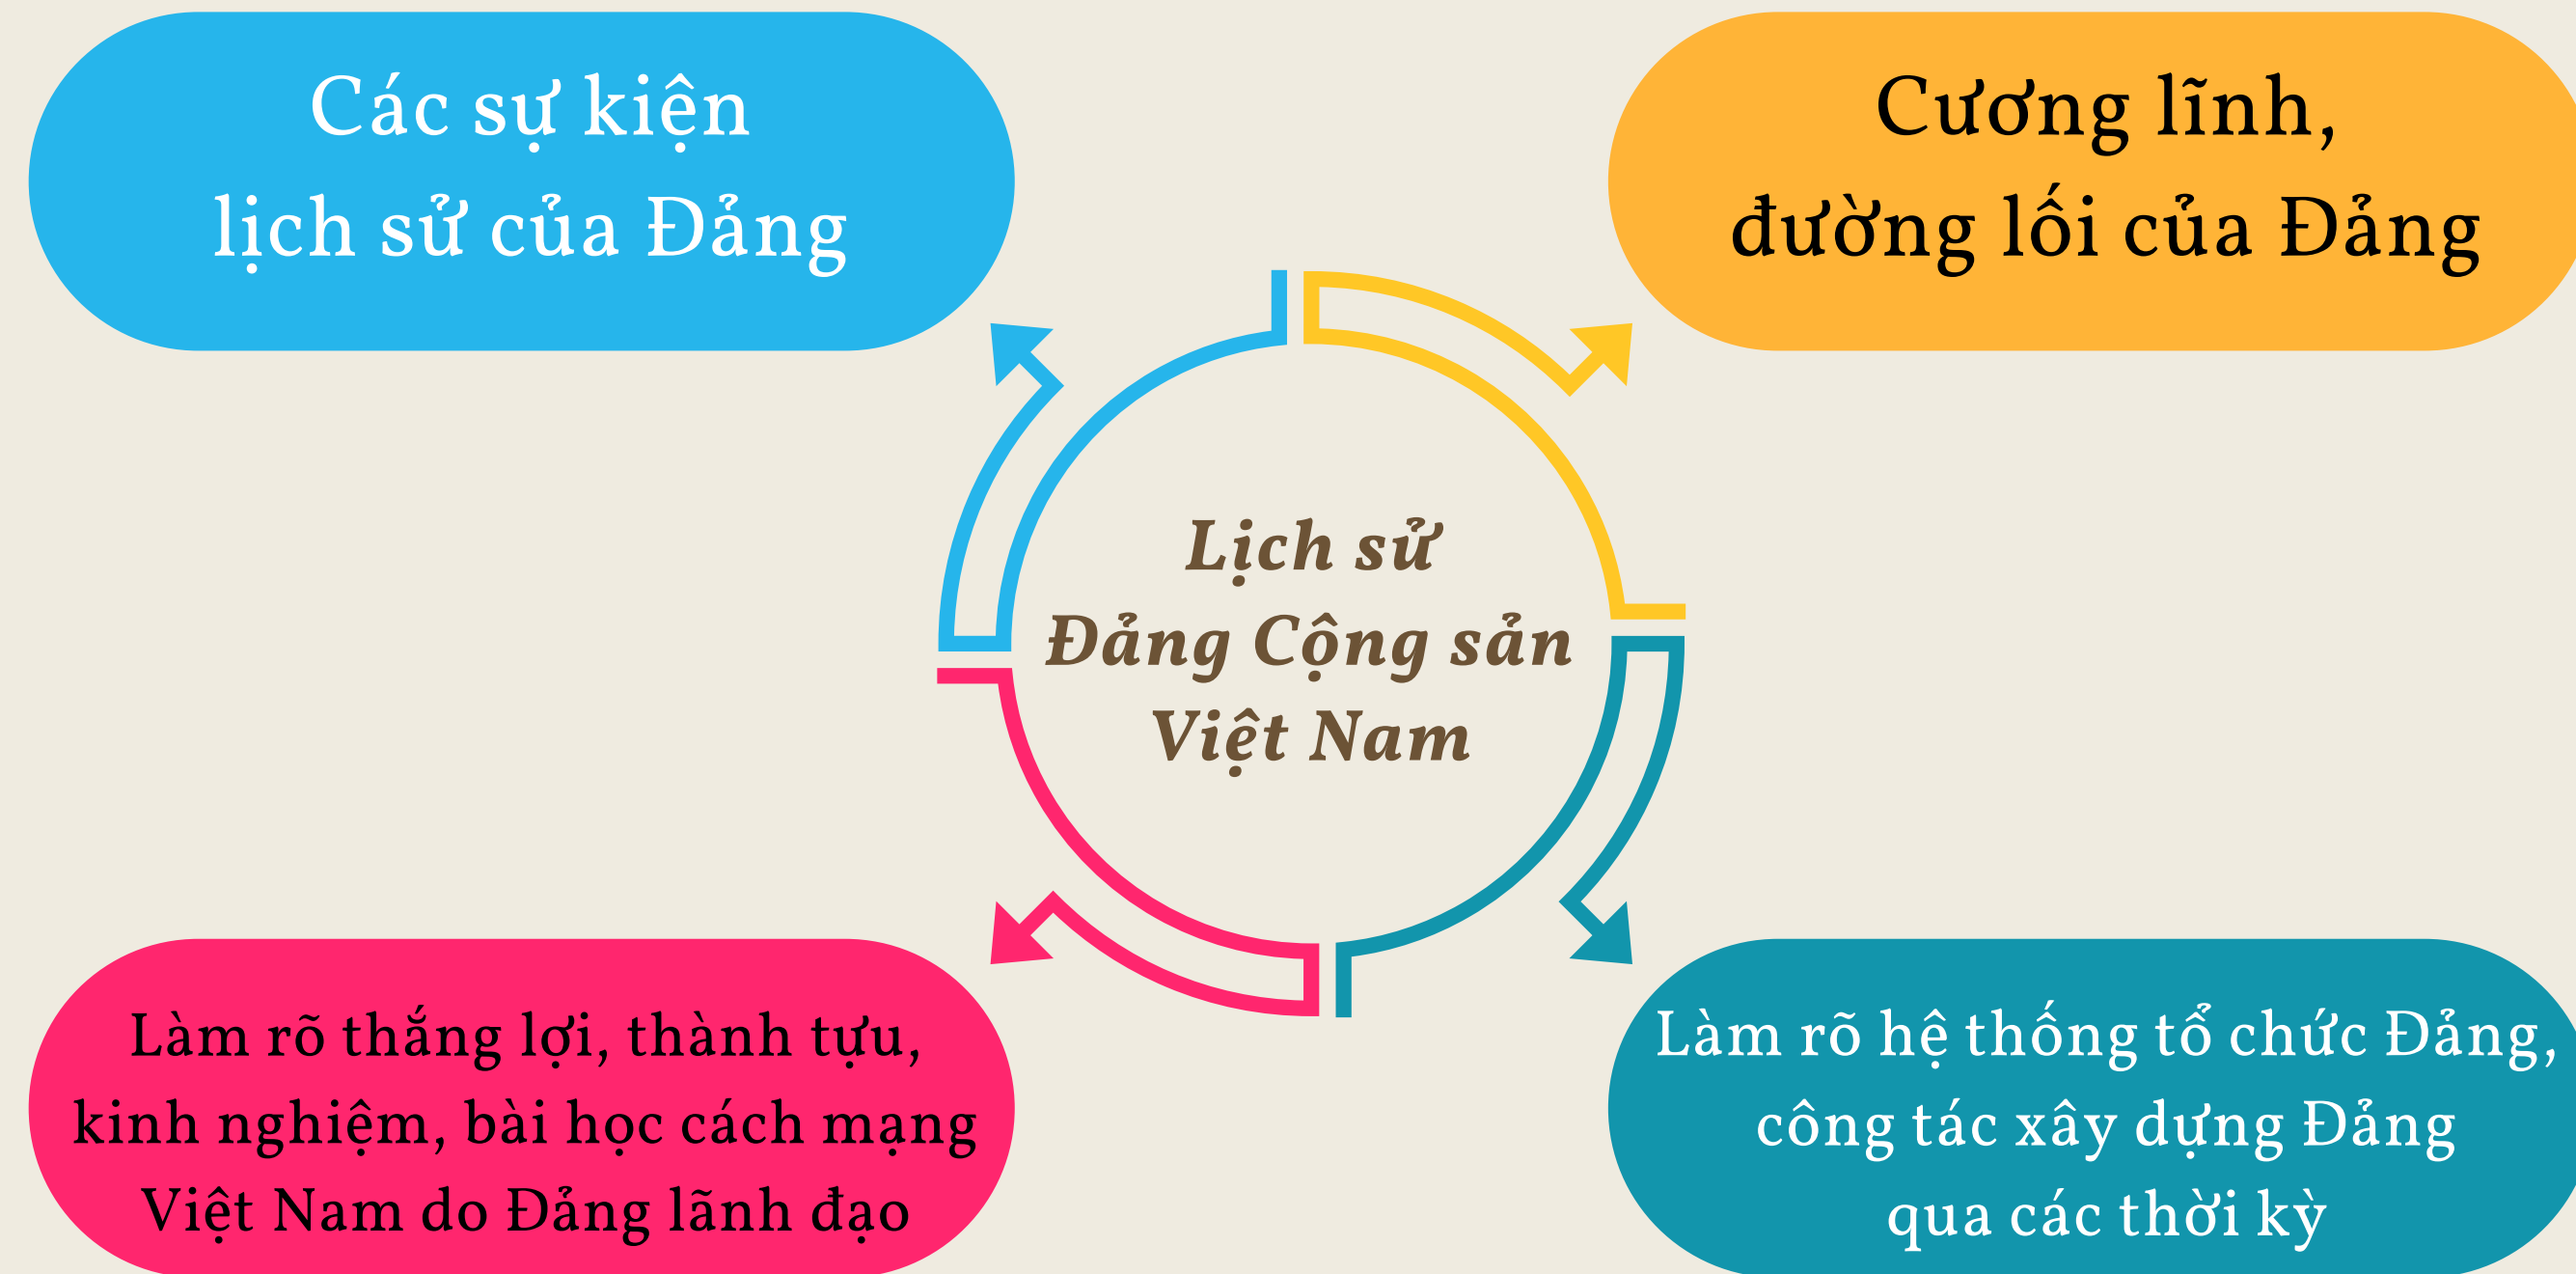 Các sự kiện
lịch sử của Đảng
Cương lĩnh,
đường lối của Đảng
Lịch sử
Đảng Cộng sản
Việt Nam
Làm rõ thắng lợi, thành tựu,
kinh nghiệm, bài học cách mạng
Việt Nam do Đảng lãnh đạo
Làm rõ hệ thống tổ chức Đảng,
công tác xây dựng Đảng
qua các thời kỳ